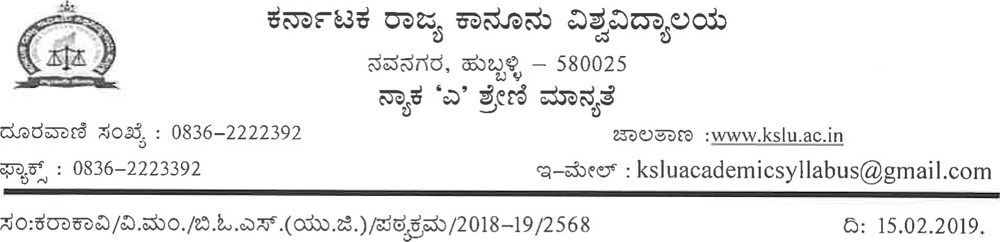 ಕರ್ನಾಟಕ ರಾಜ್ಯ ಕಾನೂನು ವಿಶ್ವವಿದ್ಯಾಲಯ
ನವನಗರ, ಹುಬ್ಬಳ್ಳಿ – 580025
ನ್ಯಾಕ ‘ಎ’ ಶ್ರೇಣಿ ಮಾನ್ಯತೆ
ದೂರವಾಣಿ ಸಂಖ್ಯೆ : 0836–2222392 ಜಾಲತಾಣ :www.kslu.ac.in
ಫ್ಯಾಕ್ಸ್ : 0836–2223392 ಇ–ಮೇಲ್ : ksluacademicsyllabus@gmail.com
ಸಂ:ಕರಾಕಾವಿ/ವಿ.ಮಂ./ಬಿ.ಓ.ಎಸ್.(ಯು.ಜಿ.)/ಪಠ್ಯಕ್ರಮ/2018–19/2568 ದಿ: 15.02.2019.